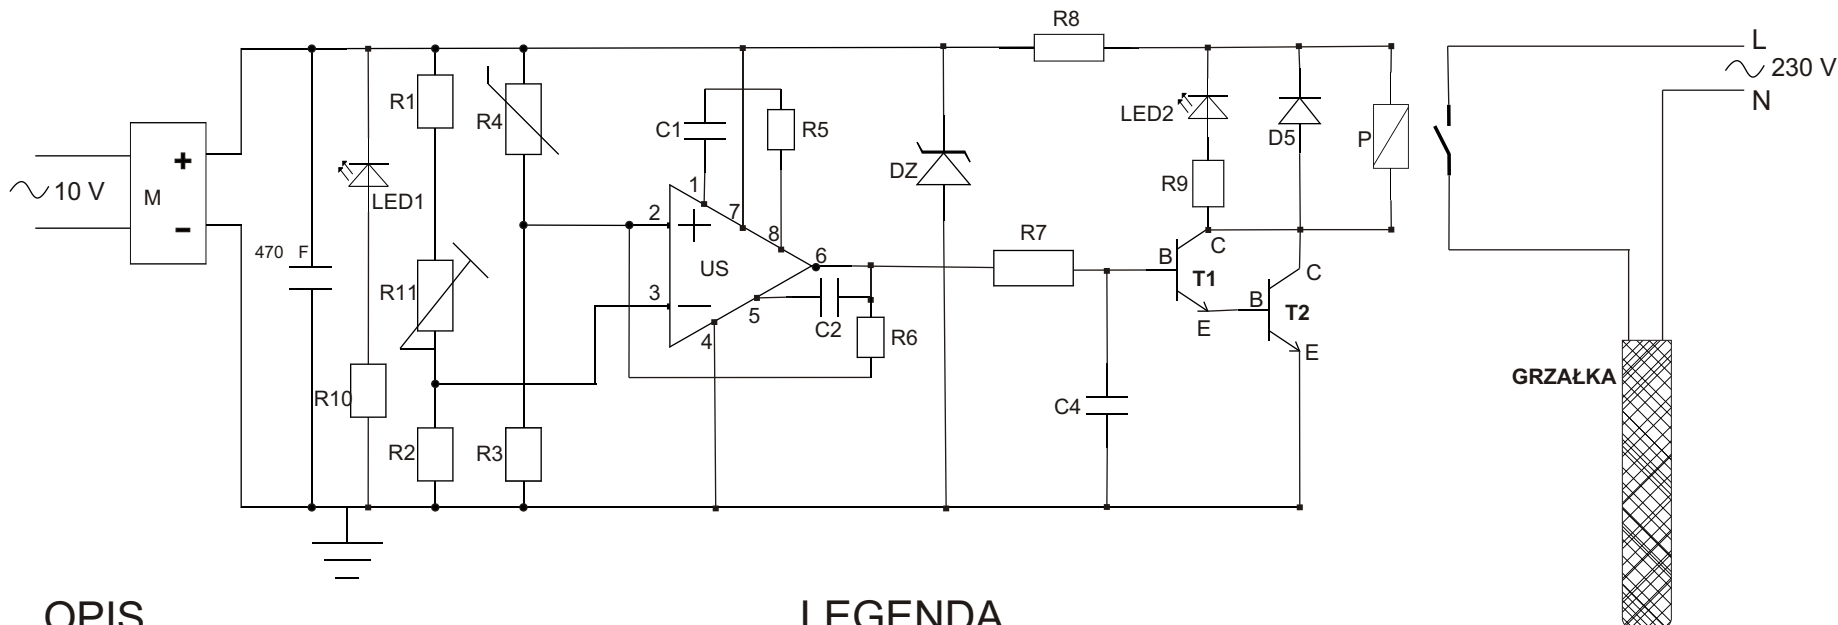 R8
L
230 V
N
R1
R4
C1
R5
LED2
D5
P
+
10 V
M
-
LED1
DZ
R9
1
2
7
8
R7
B
C
T1
470 F
US
6
C
R11
3
5
C2
B
T2
E
4
R6
E
R10
C4
GRZAŁKA
R2
R3
OPIS
LEGENDA